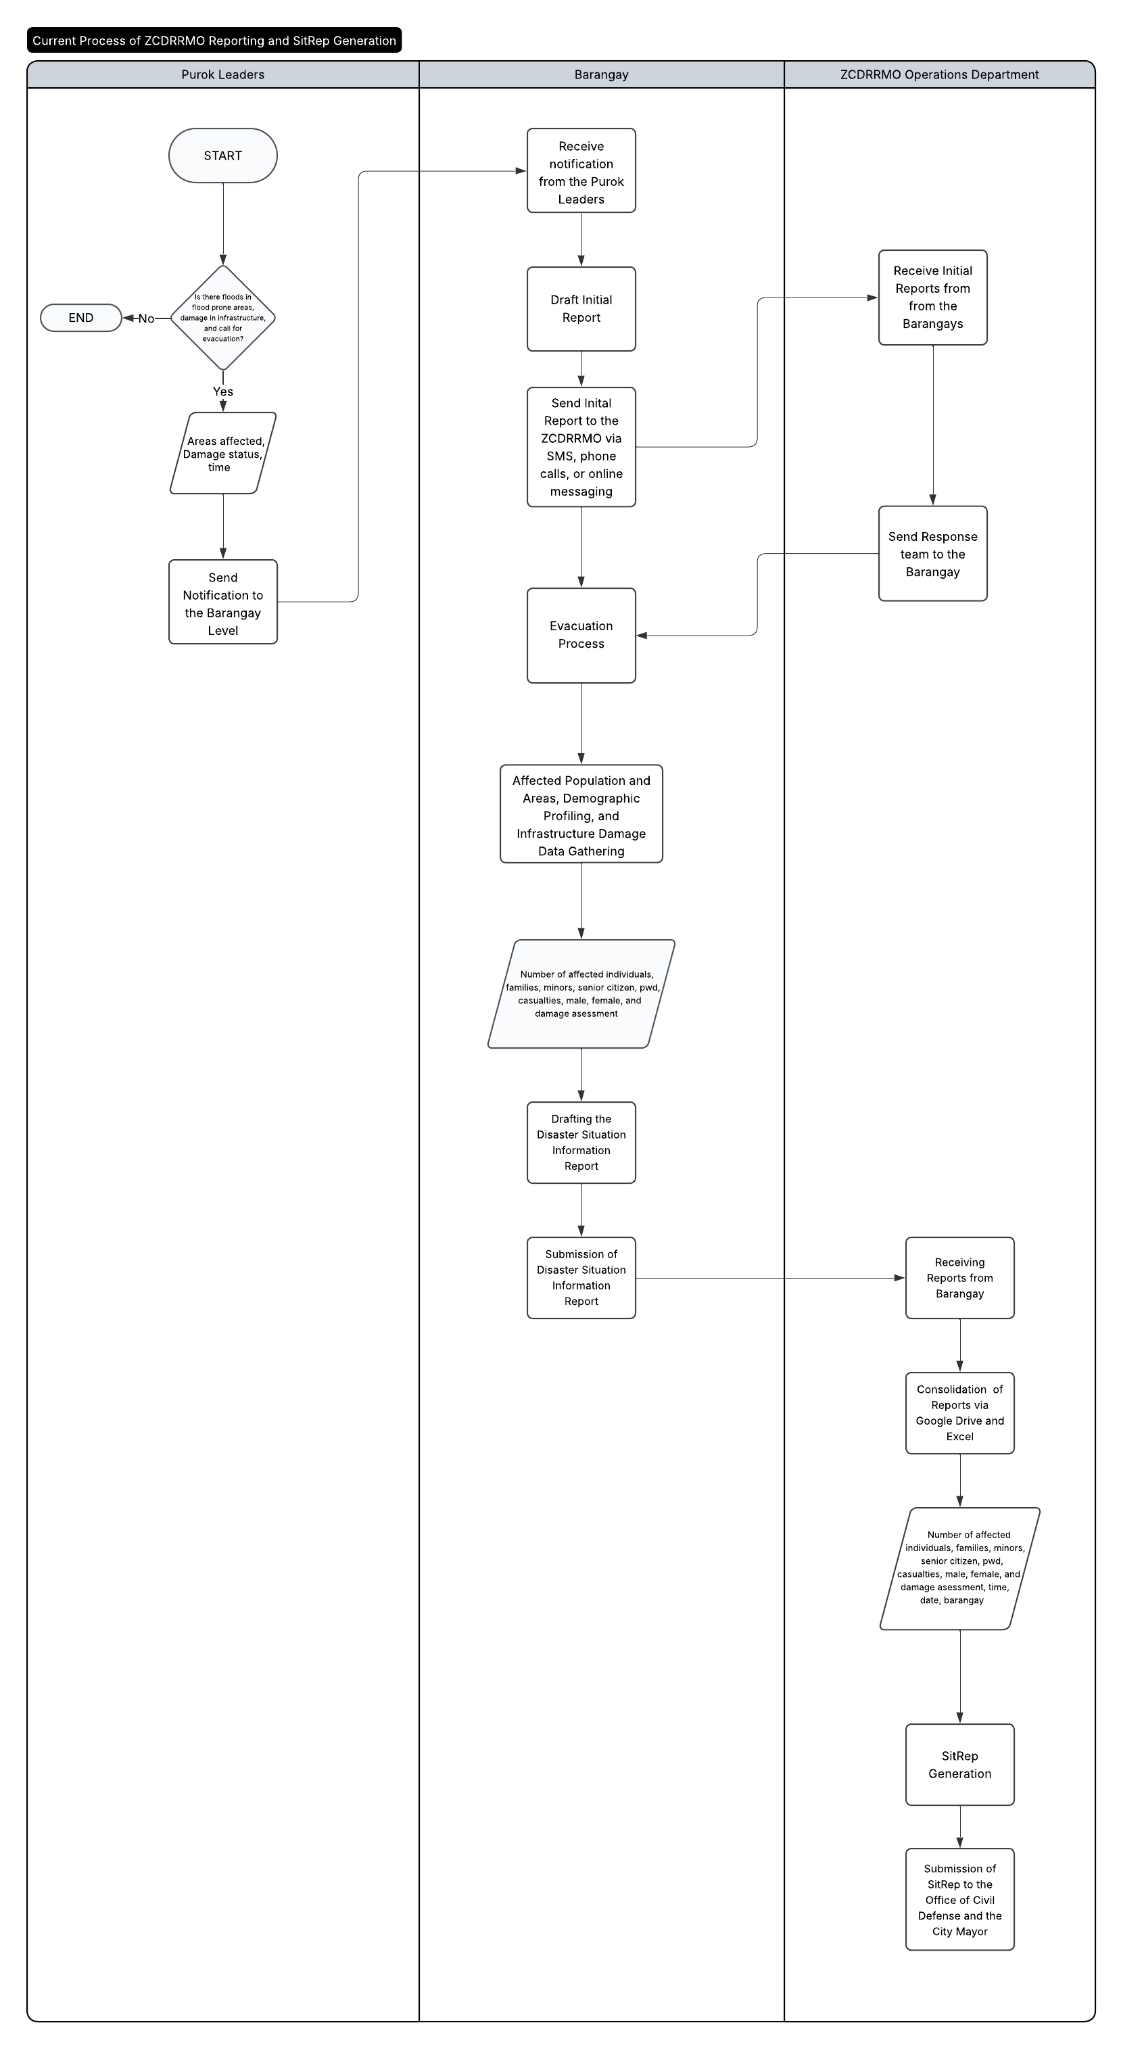 Current Process of ZCDRRMO Reporting and SitRep Generation
Purok Leaders
Barangay
ZCDRRMO Operations Department
START
Is there floods in
flood prone areas,
damage in infrastructure,
and call for
evacuation?
No
END
Yes
Areas affected,
Damage status,
time
Send
Notification to
the Barangay
Level
Receive
notification
from the Purok
Leaders
Draft Initial
Report
Send Inital
Report to the
ZCDRRMO via
SMS, phone
calls, or online
messaging
Receive Initial
Reports from
from the
Barangays
Send Response
team to the
Barangay
Evacuation
Process
Affected Population and
Areas, Demographic
Profiling, and
Infrastructure Damage
Data Gathering
Number of affected individuals,
families, minors, senior citizen, pwd,
casualties, male, female, and
damage asessment
Drafting the
Disaster Situation
Information
Report
Submission of
Disaster Situation
Information
Report
Receiving
Reports from
Barangay
Consolidation  of
Reports via
Google Drive and
Excel
Number of affected
individuals, families, minors,
senior citizen, pwd,
casualties, male, female, and
damage asessment, time,
date, barangay
SitRep
Generation
Submission of
SitRep to the
Office of Civil
Defense and the
City Mayor